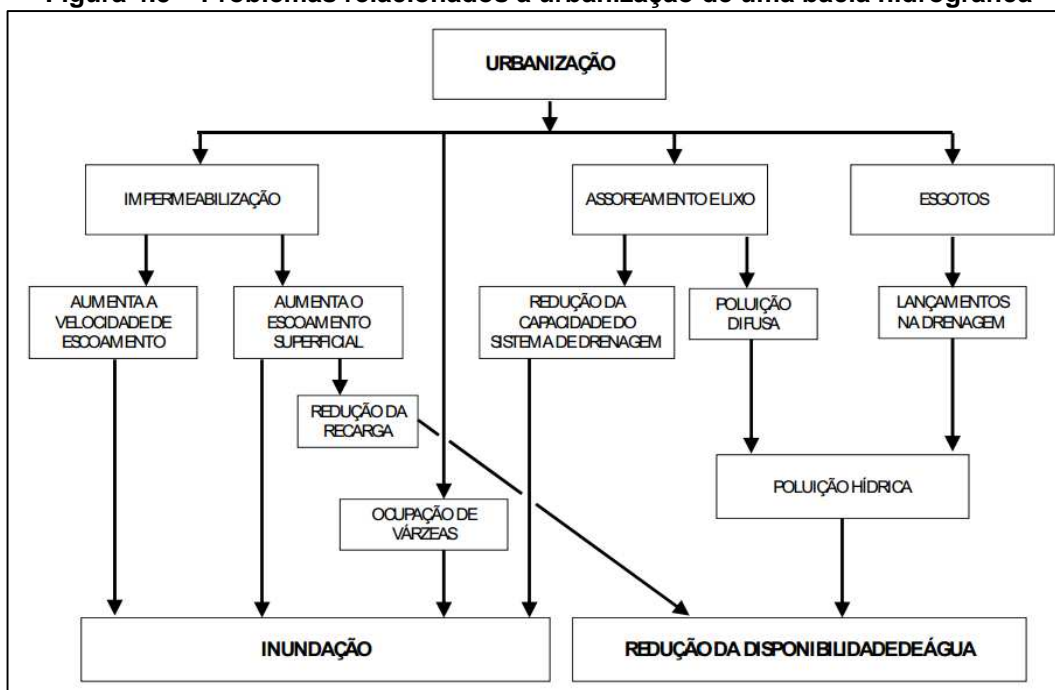 Figura – Problemas relacionados à urbanização de uma bacia hidrográfica
URBANIZAÇÃO
IMPERMEABILIZAÇÃO
ASSOREAMENTO E LIXO
ESGOTOS
AUMENTA A
VELOCIDADE DE
ESCOAMENTO
AUMENTA O
ESCOAMENTO
SUPERFICIAL
REDUÇÃO DA
CAPACIDADE DO
SISTEMA DE DRENAGEM
POLUIÇÃO
DIFUSA
LANÇAMENTOS
NA DRENAGEM
REDUÇÃO DA
RECARGA
POLUIÇÃO HÍDRICA
OCUPAÇÃO DE
VÁRZEAS
INUNDAÇÃO
REDUÇÃO DA DISPONIBILIDADE DE ÁGUA